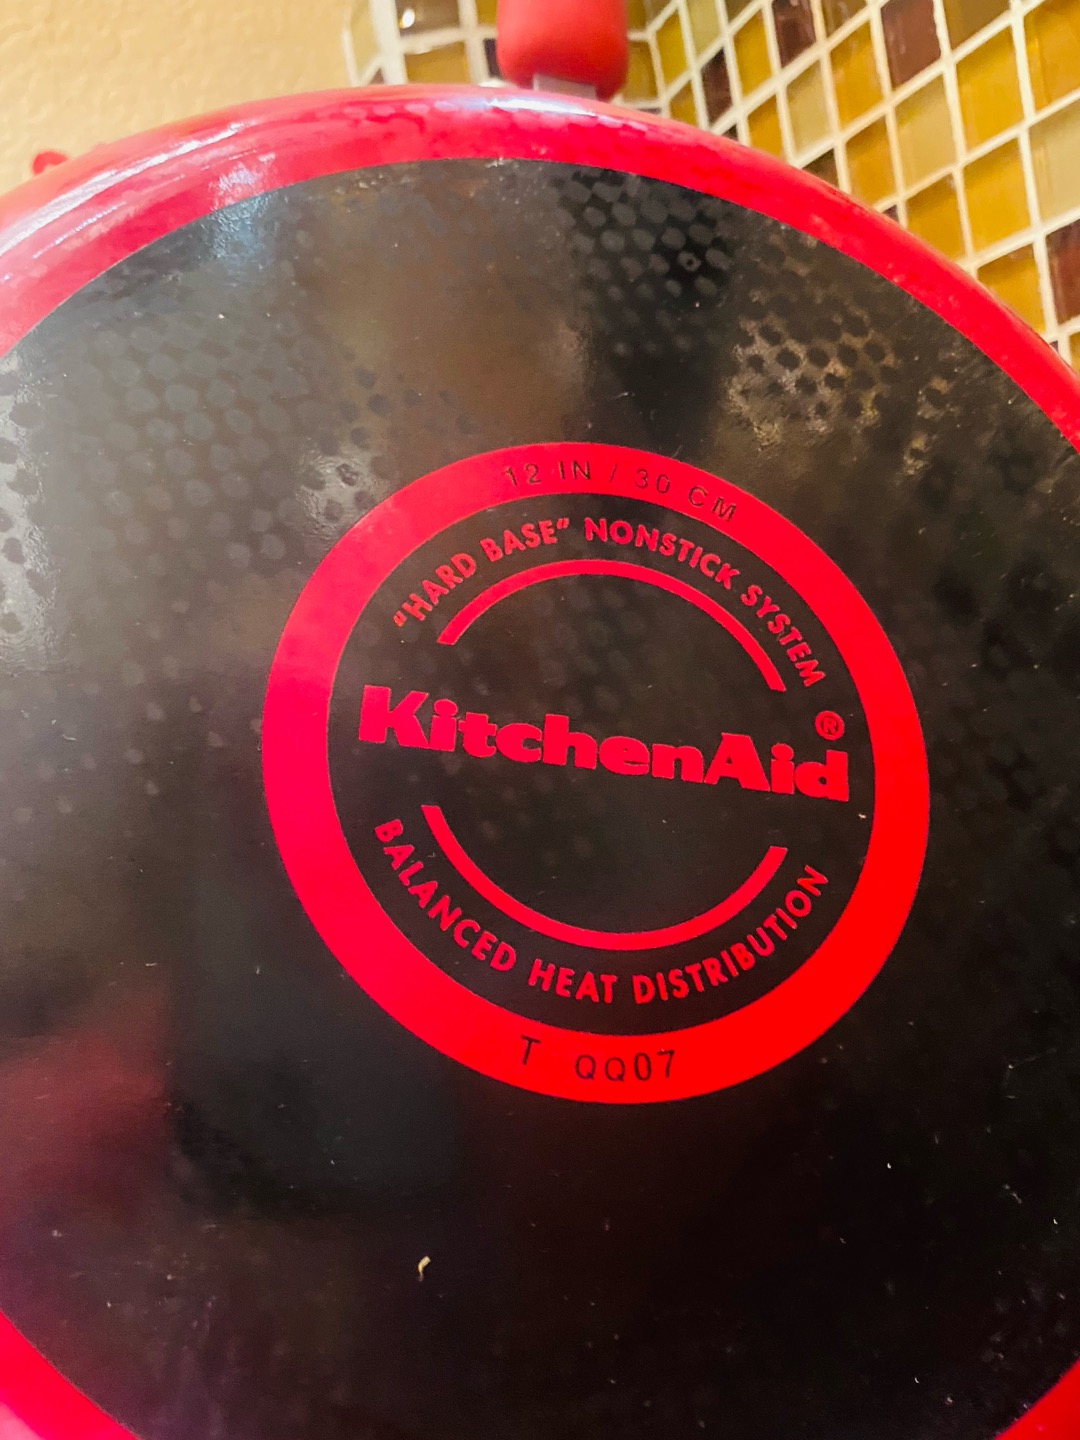 12 IN / 30 CM
"HARD BASE" NONSTICK SYSTEM
KitchenAid®
BALANCED HEAT DISTRIBUTION
T QQ07